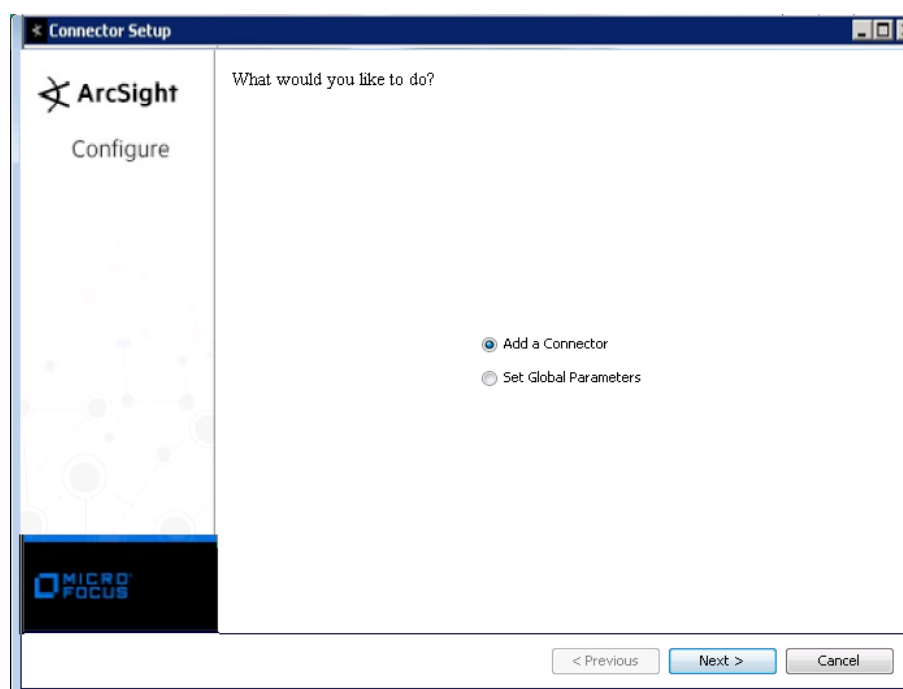 Connector Setup
ArcSight
Configure
What would you like to do?
Add a Connector
Set Global Parameters
MICRO
FOCUS
< Previous
Next >
Cancel